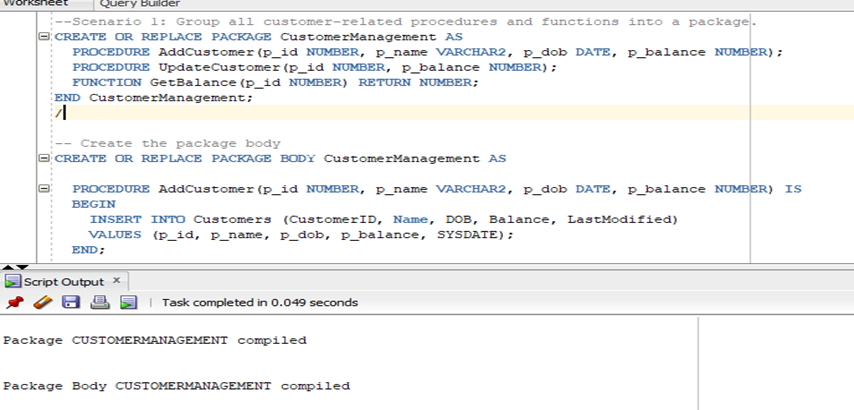 Worksheet Query Builder
--Scenario 1: Group all customer-related procedures and functions into a package.
CREATE OR REPLACE PACKAGE CustomerManagement AS
PROCEDURE AddCustomer(p_id NUMBER, p_name VARCHAR2, p_dob DATE, p_balance NUMBER);
PROCEDURE UpdateCustomer(p_id NUMBER, p_balance NUMBER);
FUNCTION GetBalance(p_id NUMBER) RETURN NUMBER;
END CustomerManagement;
/
-- Create the package body
CREATE OR REPLACE PACKAGE BODY CustomerManagement AS
PROCEDURE AddCustomer(p_id NUMBER, p_name VARCHAR2, p_dob DATE, p_balance NUMBER) IS
BEGIN
INSERT INTO Customers (CustomerID, Name, DOB, Balance, LastModified)
VALUES (p_id, p_name, p_dob, p_balance, SYSDATE);
END;
Script Output
Task completed in 0.049 seconds
Package CUSTOMERMANAGEMENT compiled
Package Body CUSTOMERMANAGEMENT compiled